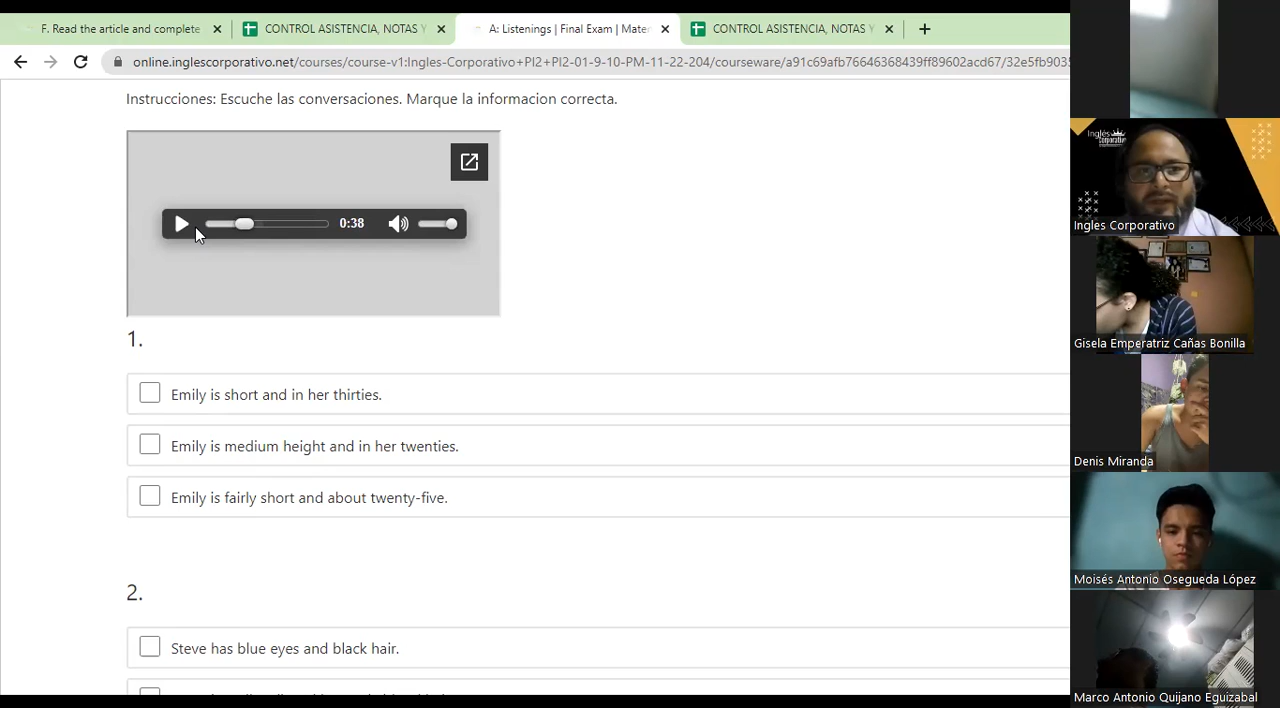 F. Read the article and complete
CONTROL ASISTENCIA, NOTAS Y
A: Listenings | Final Exam | Mater
CONTROL ASISTENCIA, NOTAS Y
online.inglescorporativo.net/courses/course-v1:Ingles-Corporativo+PI2+PI2-01-9-10-PM-11-22-204/courseware/a91c69afb76646368439ff89602acd67/32e5fb9035
Instrucciones: Escuche las conversaciones. Marque la informacion correcta.
0:38
1.
Emily is short and in her thirties.
Emily is medium height and in her twenties.
Emily is fairly short and about twenty-five.
2.
Steve has blue eyes and black hair.
Inglés
Corporativo
Ingles Corporativo
Gisela Emperatriz Cañas Bonilla
Denis Miranda
Moisés Antonio Osegueda López
Marco Antonio Quijano Eguizabal